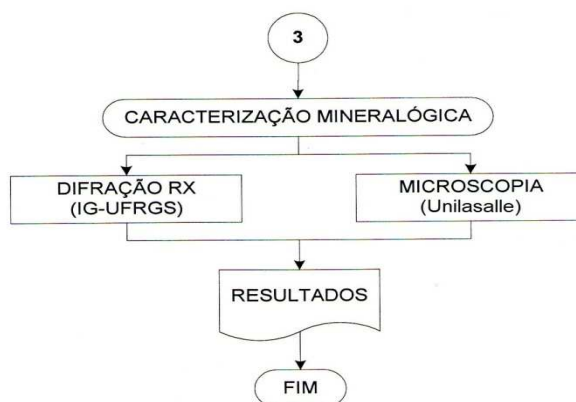 3
CARACTERIZAÇÃO MINERALÓGICA
DIFRAÇÃO RX
(IG-UFRGS)
MICROSCOPIA
(Unilasalle)
RESULTADOS
FIM